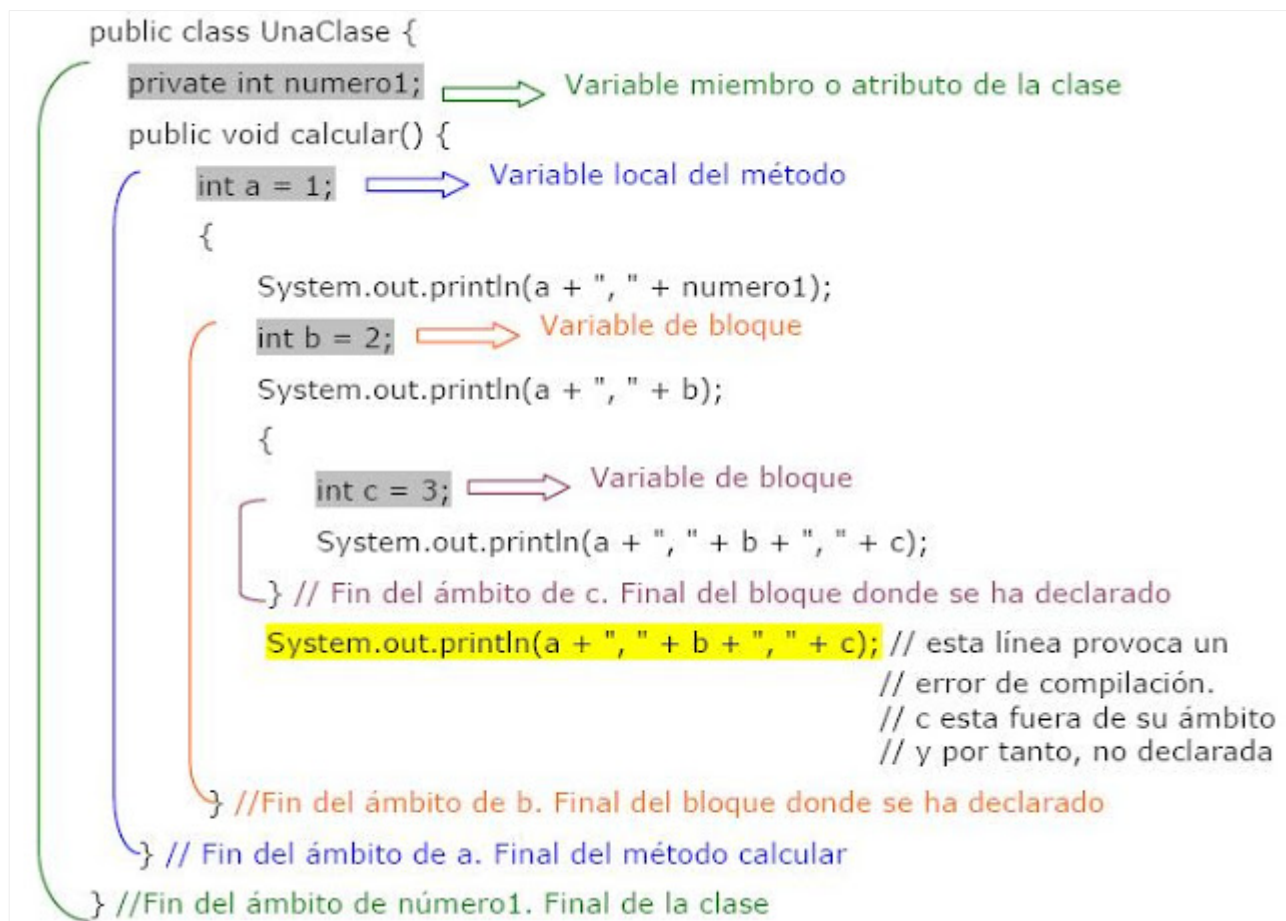 public class UnaClase {
private int numero1; Variable miembro o atributo de la clase
public void calcular() {
int a = 1; Variable local del método
{
System.out.println(a + ", " + numero1);
int b = 2; Variable de bloque
System.out.println(a + ", " + b);
{
int c = 3; Variable de bloque
System.out.println(a + ", " + b + ", " + c);
} // Fin del ámbito de c. Final del bloque donde se ha declarado
System.out.println(a + ", " + b + ", " + c); // esta línea provoca un
// error de compilación.
// c esta fuera de su ámbito
// y por tanto, no declarada
} //Fin del ámbito de b. Final del bloque donde se ha declarado
} // Fin del ámbito de a. Final del método calcular
} //Fin del ámbito de número1. Final de la clase